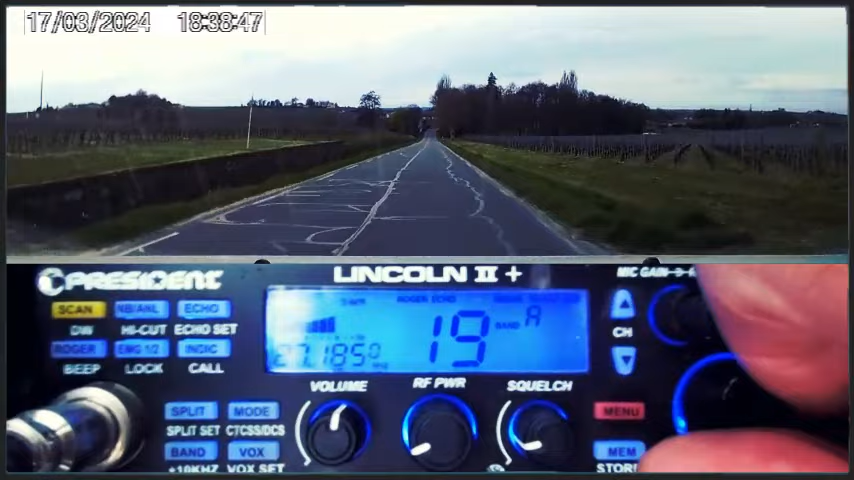 17/03/2024 18:38:47
PRESIDENT LINCOLN II + MIC GAIN
SCAN NB/ANL ECHO
DW HI-CUT ECHO SET
ROGER EMG 1/2 INDIC
BEEP LOCK CALL
ROGER ECHO
19 BAND A
27.1850
CH
VOLUME RF PWR SQUELCH
SPLIT MODE MENU
SPLIT SET CTCSS/DCS
BAND VOX MEM
+10KHZ VOX SET